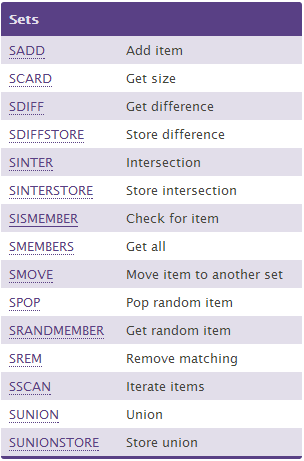 Sets
SADD Add item
SCARD Get size
SDIFF Get difference
SDIFFSTORE Store difference
SINTER Intersection
SINTERSTORE Store intersection
SISMEMBER Check for item
SMEMBERS Get all
SMOVE Move item to another set
SPOP Pop random item
SRANDMEMBER Get random item
SREM Remove matching
SSCAN Iterate items
SUNION Union
SUNIONSTORE Store union